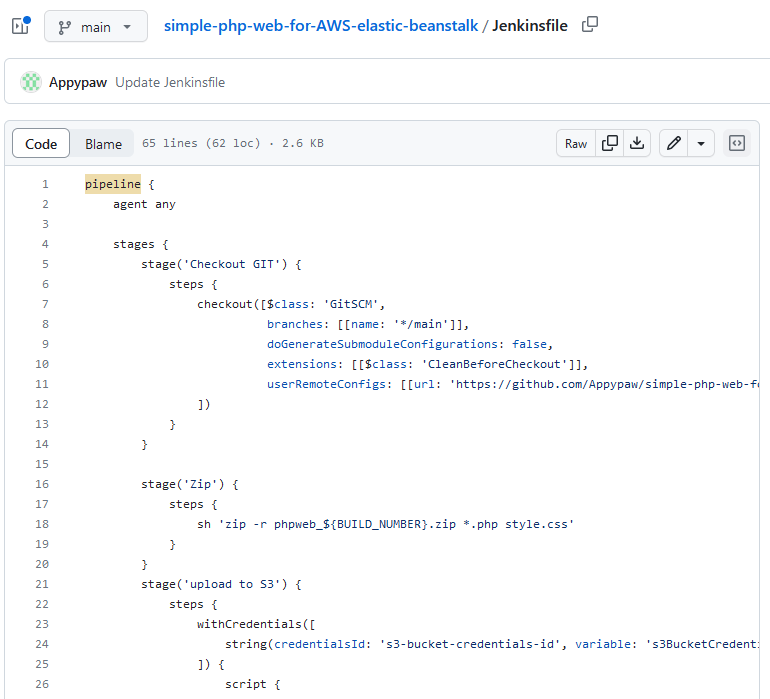 main
simple-php-web-for-AWS-elastic-beanstalk / Jenkinsfile
Appypaw Update Jenkinsfile
Code Blame 65 lines (62 loc) · 2.6 KB Raw
1 pipeline {
2 agent any
3
4 stages {
5 stage('Checkout GIT') {
6 steps {
7 checkout([$class: 'GitSCM',
8 branches: [[name: '*/main']],
9 doGenerateSubmoduleConfigurations: false,
10 extensions: [[$class: 'CleanBeforeCheckout']],
11 userRemoteConfigs: [[url: 'https://github.com/Appypaw/simple-php-web-fo
12 ])
13 }
14 }
15
16 stage('Zip') {
17 steps {
18 sh 'zip -r phpweb_${BUILD_NUMBER}.zip *.php style.css'
19 }
20 }
21 stage('upload to S3') {
22 steps {
23 withCredentials([
24 string(credentialsId: 's3-bucket-credentials-id', variable: 's3BucketCredenti
25 ]) {
26 script {